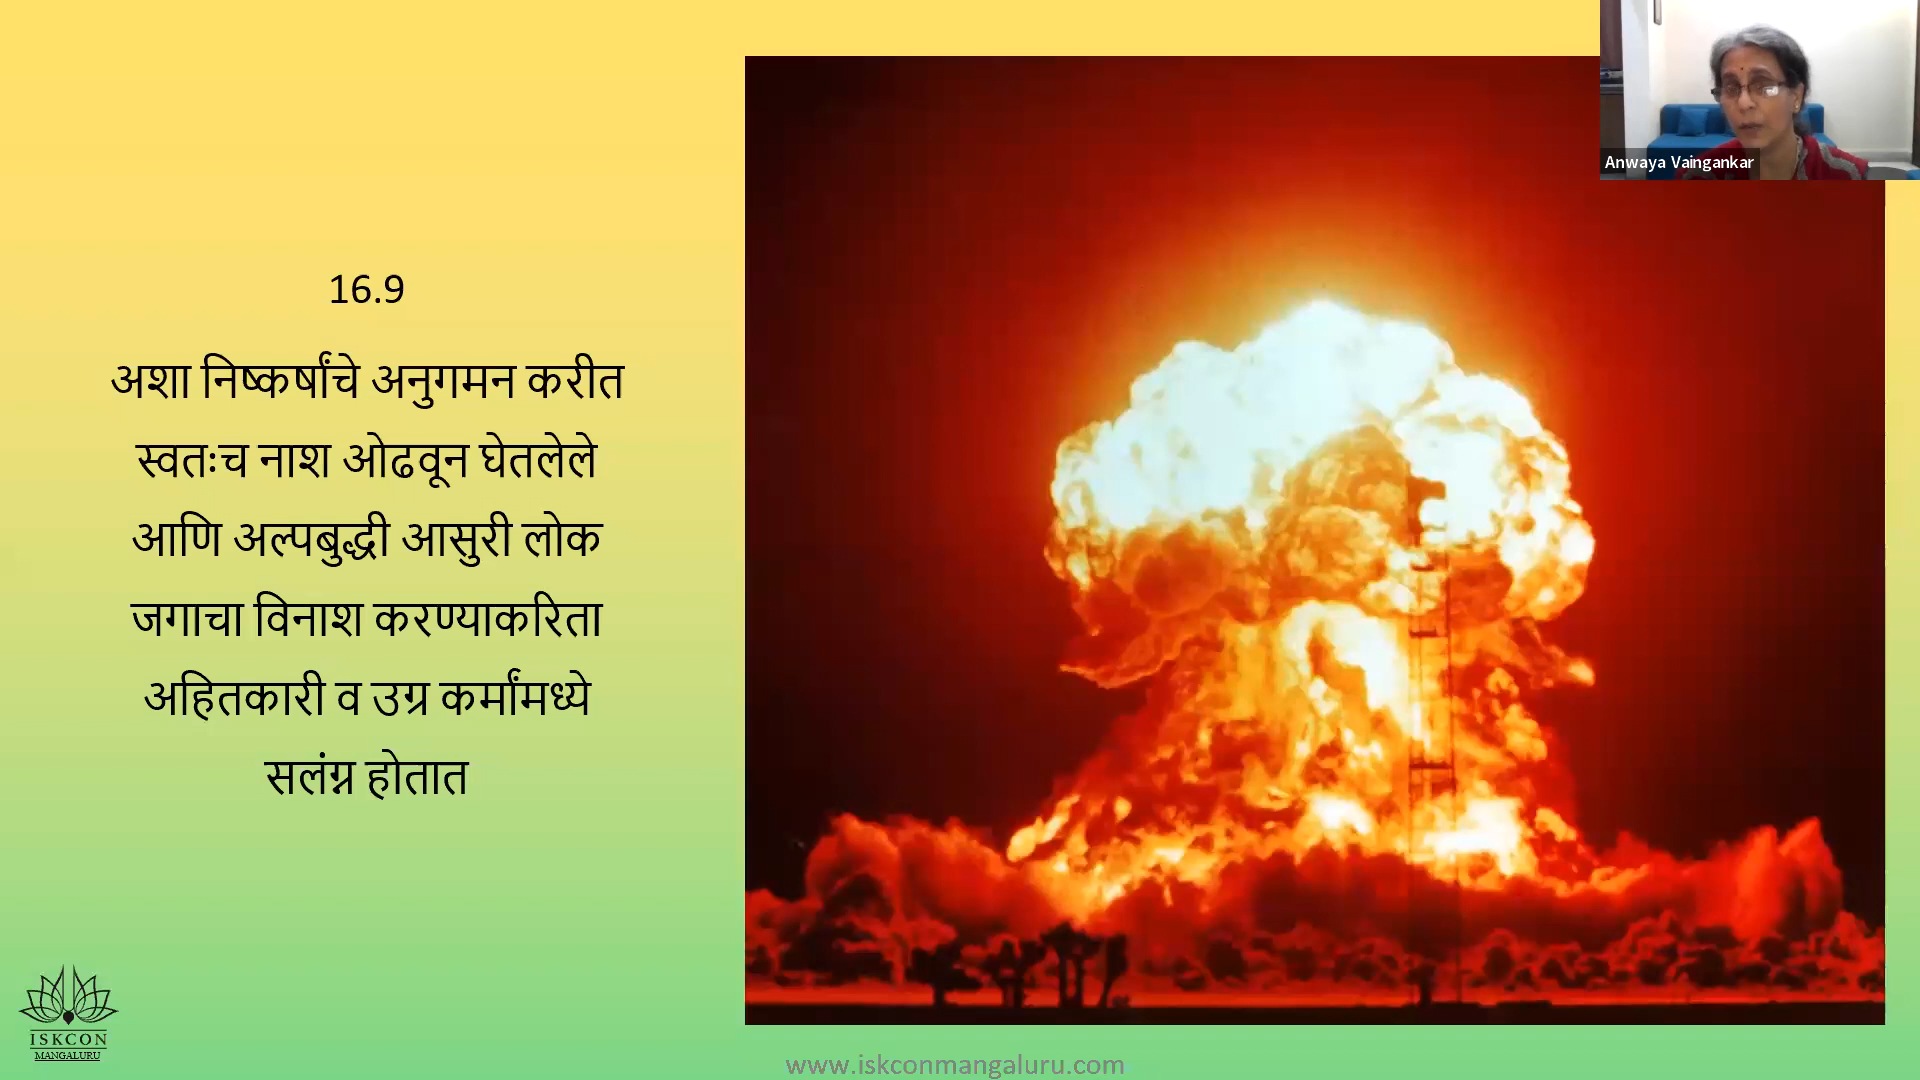 Anwaya Vaingankar
16.9
अशा निष्कर्षांचे अनुगमन करीत
स्वतःच नाश ओढवून घेतलेले
आणि अल्पबुद्धी आसुरी लोक
जगाचा विनाश करण्याकरिता
अहितकारी व उग्र कर्मांमध्ये
सलंग्न होतात
ISKCON
MANGALURU
www.iskconmangaluru.com